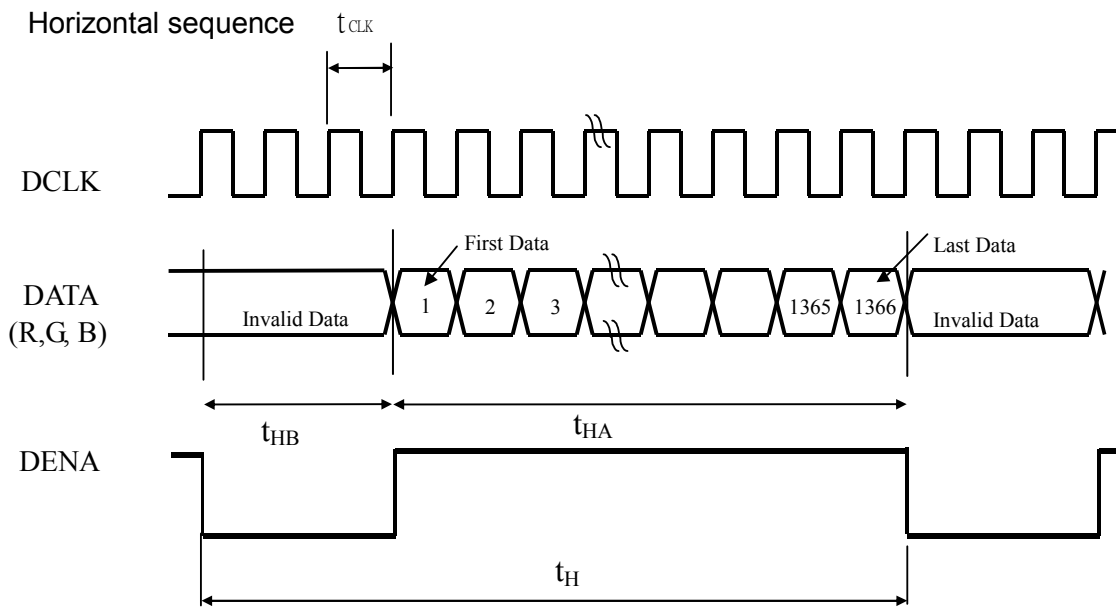 Horizontal sequence tCLK
DCLK
First Data
Last Data
DATA
(R,G, B)
Invalid Data 1 2 3 1365 1366 Invalid Data
tHB tHA
DENA
tH